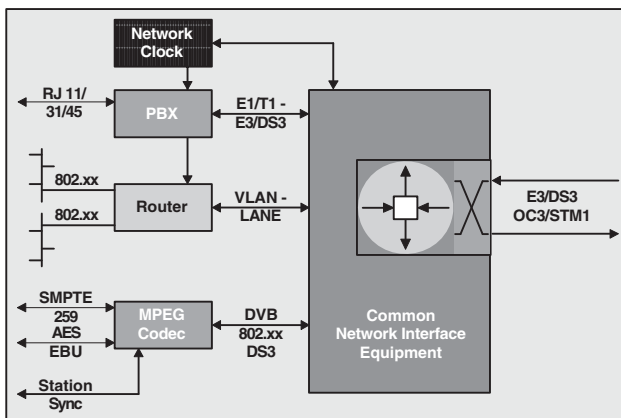 Network
Clock
RJ 11/
31/45
PBX
E1/T1 -
E3/DS3
802.xx
802.xx
Router
VLAN -
LANE
E3/DS3
OC3/STM1
SMPTE
259
AES
EBU
MPEG
Codec
DVB
802.xx
DS3
Common
Network Interface
Equipment
Station
Sync